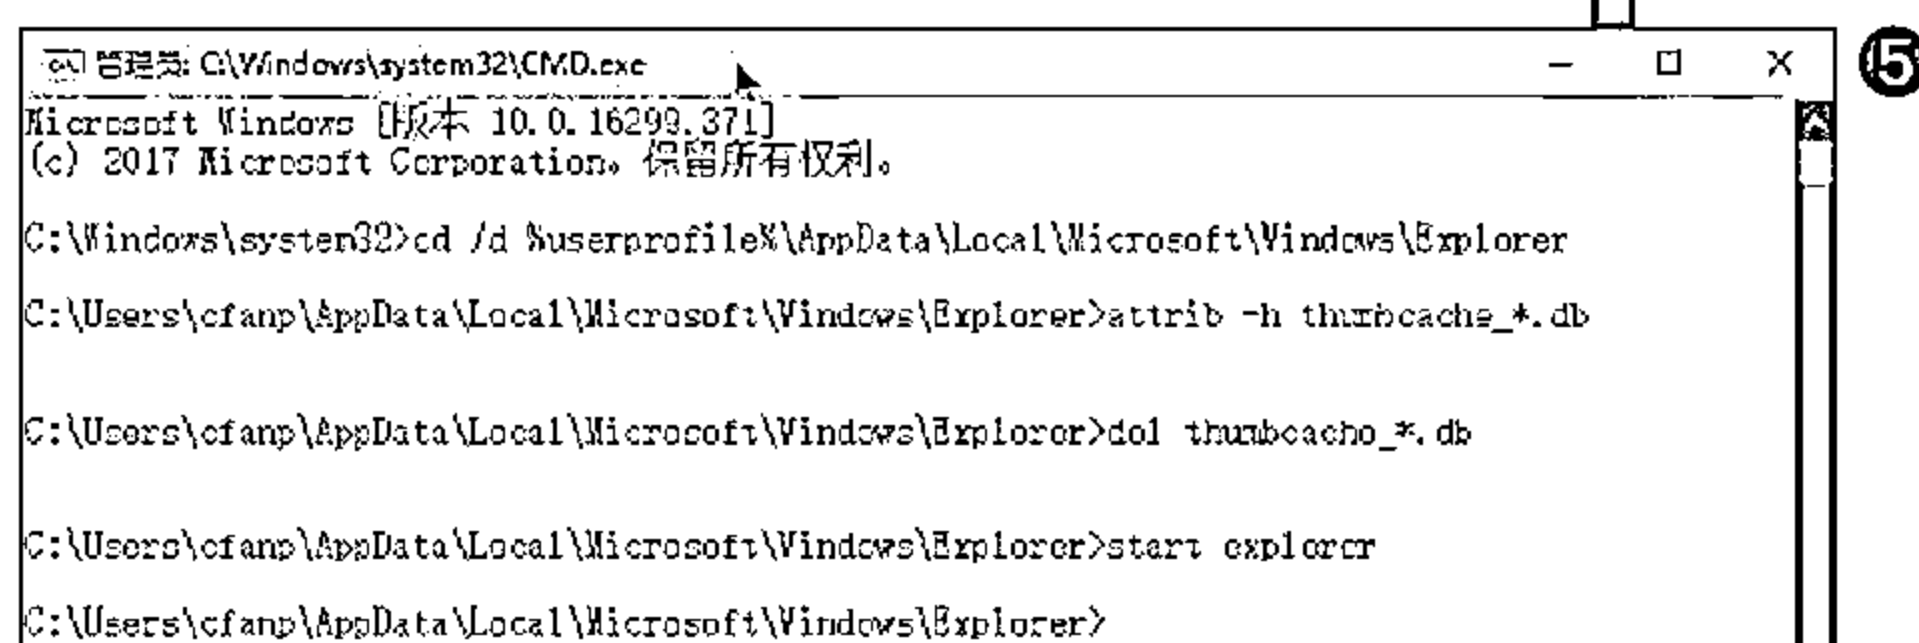 管理员: C:\Windows\system32\CMD.exe
⑤
Microsoft Windows [版本 10.0.16299.371]
(c) 2017 Microsoft Corporation。保留所有权利。
C:\Windows\system32>cd /d %userprofile%\AppData\Local\Microsoft\Windows\Explorer
C:\Users\cfanp\AppData\Local\Microsoft\Windows\Explorer>attrib -h thumbcache_*.db
C:\Users\cfanp\AppData\Local\Microsoft\Windows\Explorer>del thumbcache_*.db
C:\Users\cfanp\AppData\Local\Microsoft\Windows\Explorer>start explorer
C:\Users\cfanp\AppData\Local\Microsoft\Windows\Explorer>